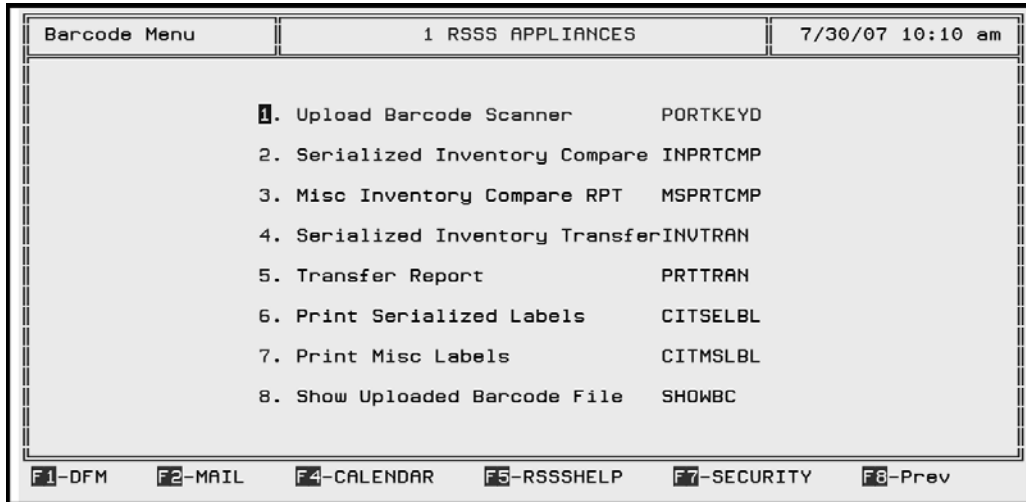 Barcode Menu 1 RSSS APPLIANCES 7/30/07 10:10 am
1. Upload Barcode Scanner PORTKEYD
2. Serialized Inventory Compare INPRTCMP
3. Misc Inventory Compare RPT MSPRTCMP
4. Serialized Inventory TransferINVTRAN
5. Transfer Report PRTTRAN
6. Print Serialized Labels CITSELBL
7. Print Misc Labels CITMSLBL
8. Show Uploaded Barcode File SHOWBC
F1-DFM F2-MAIL F4-CALENDAR F5-RSSSHELP F7-SECURITY F8-Prev